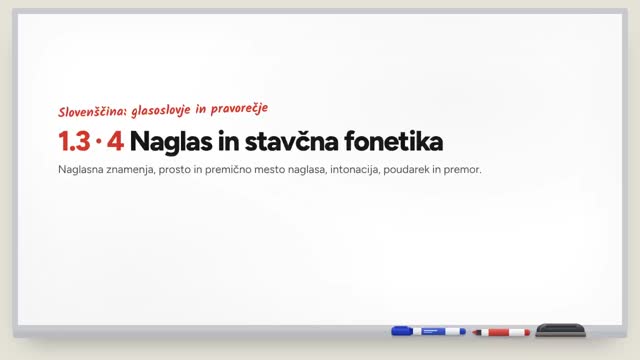 Slovenščina: glasoslovje in pravorečje
1.3 · 4 Naglas in stavčna fonetika
Naglasna znamenja, prosto in premično mesto naglasa, intonacija, poudarek in premor.